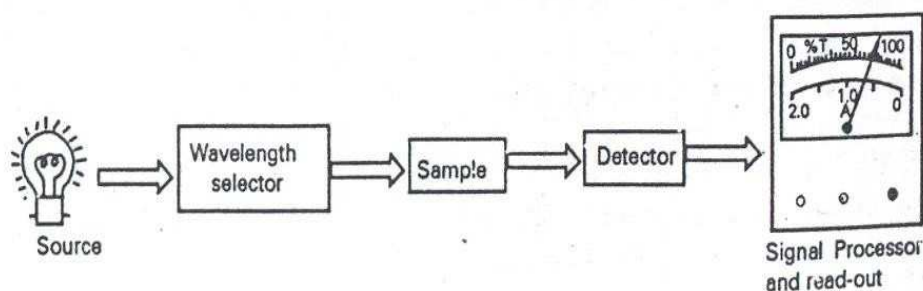 0 %T 50 100
2.0 1.0 0
A
Wavelength
selector
Sample
Detector
Source
Signal Processor
and read-out